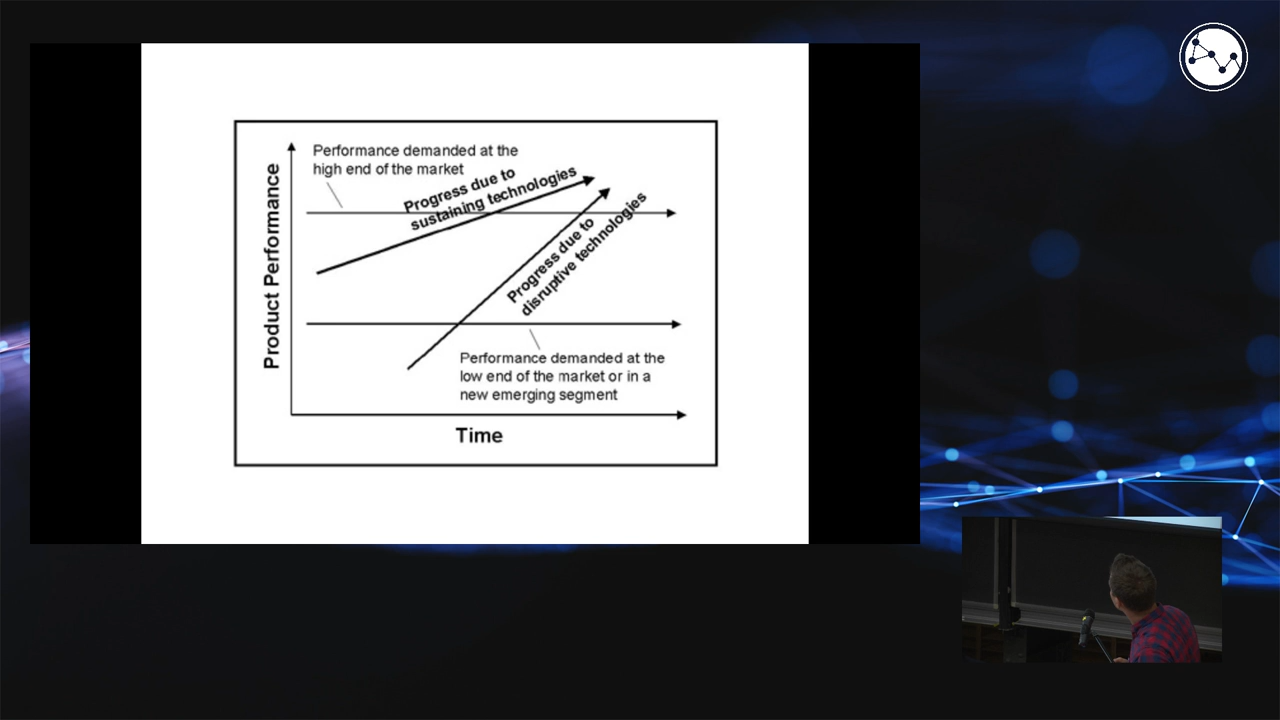 Performance demanded at the
high end of the market
Progress due to
sustaining technologies
Progress due to
disruptive technologies
Product Performance
Performance demanded at the
low end of the market or in a
new emerging segment
Time